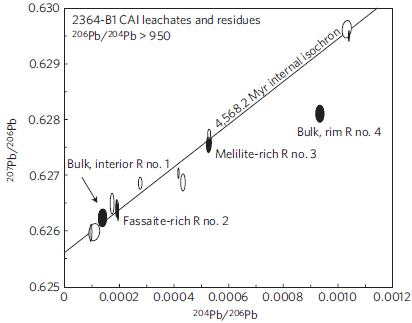 0.630
2364-B1 CAI leachates and residues
206Pb/204Pb > 950
0.629
4,568.2 Myr internal isochron
0.628
Bulk, rim R no. 4
Melilite-rich R no. 3
0.627
Bulk, interior R no. 1
0.626
Fassaite-rich R no. 2
0.625
207Pb/206Pb
0 0.0002 0.0004 0.0006 0.0008 0.0010 0.0012
204Pb/206Pb